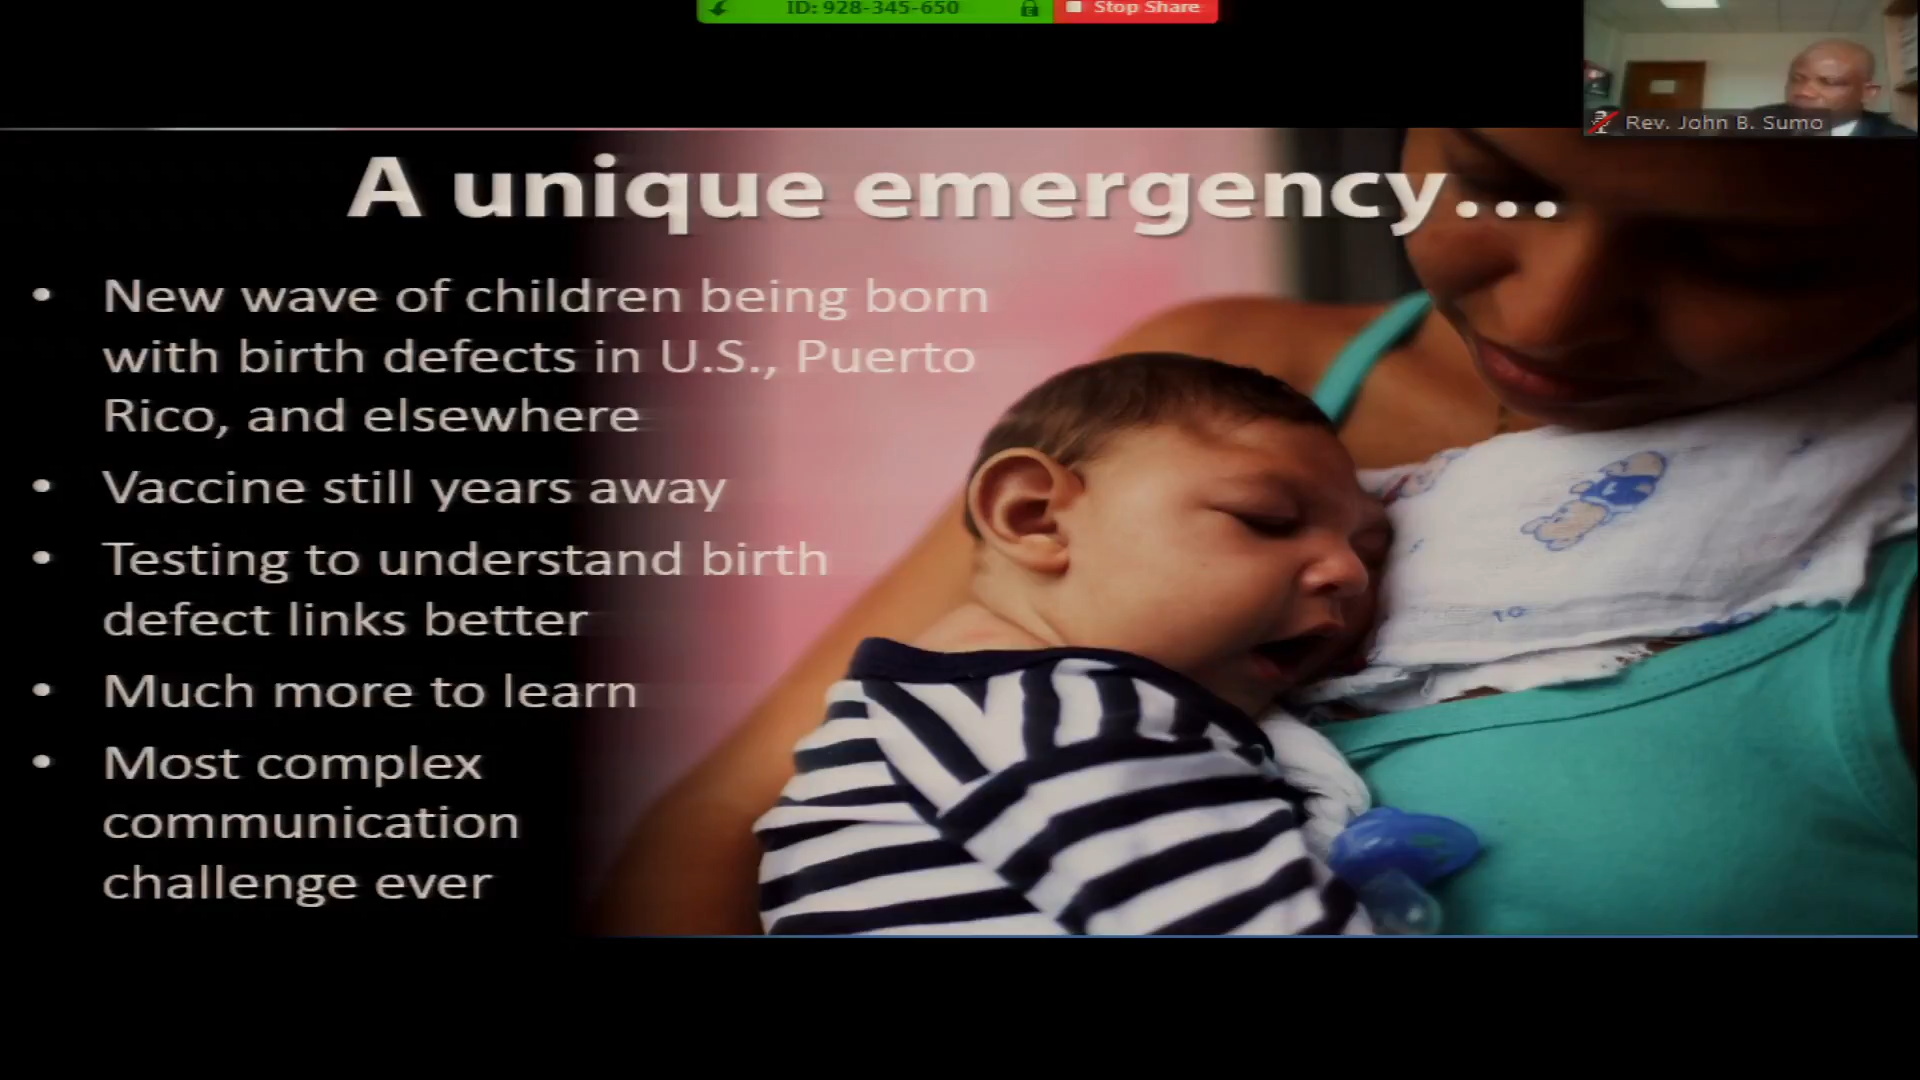 ID: 928-345-650
Stop Share
Rev. John B. Sumo
A unique emergency...
• New wave of children being born
with birth defects in U.S., Puerto
Rico, and elsewhere
• Vaccine still years away
• Testing to understand birth
defect links better
• Much more to learn
• Most complex
communication
challenge ever